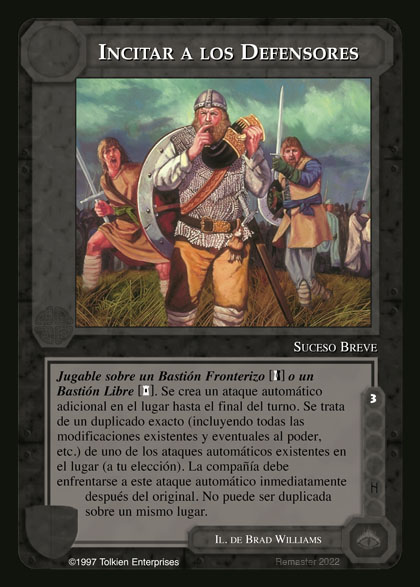 INCITAR A LOS DEFENSORES
SUCESO BREVE
Jugable sobre un Bastión Fronterizo [] o un
Bastión Libre []. Se crea un ataque automático
adicional en el lugar hasta el final del turno. Se trata
de un duplicado exacto (incluyendo todas las
modificaciones existentes y eventuales al poder,
etc.) de uno de los ataques automáticos existentes en
el lugar (a tu elección). La compañía debe
enfrentarse a este ataque automático inmediatamente
después del original. No puede ser duplicada
sobre un mismo lugar.
3
IL. DE BRAD WILLIAMS
©1997 Tolkien Enterprises
Remaster 2022